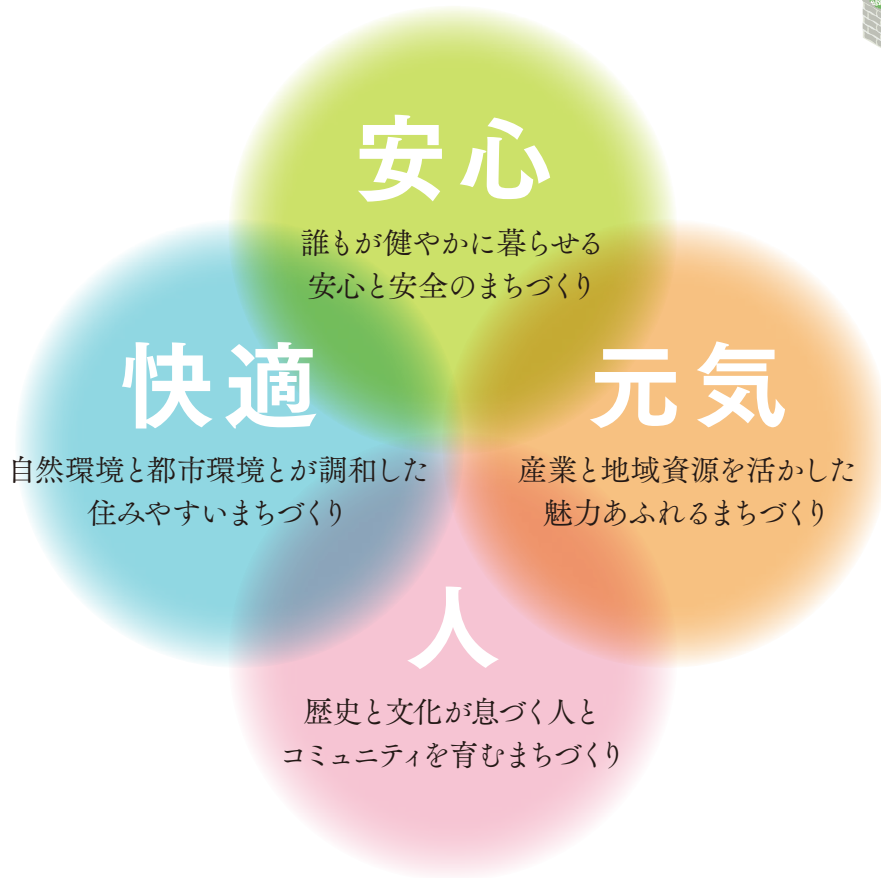 安心
誰もが健やかに暮らせる
安心と安全のまちづくり
快適
自然環境と都市環境とが調和した
住みやすいまちづくり
元気
産業と地域資源を活かした
魅力あふれるまちづくり
人
歴史と文化が息づく人と
コミュニティを育むまちづくり